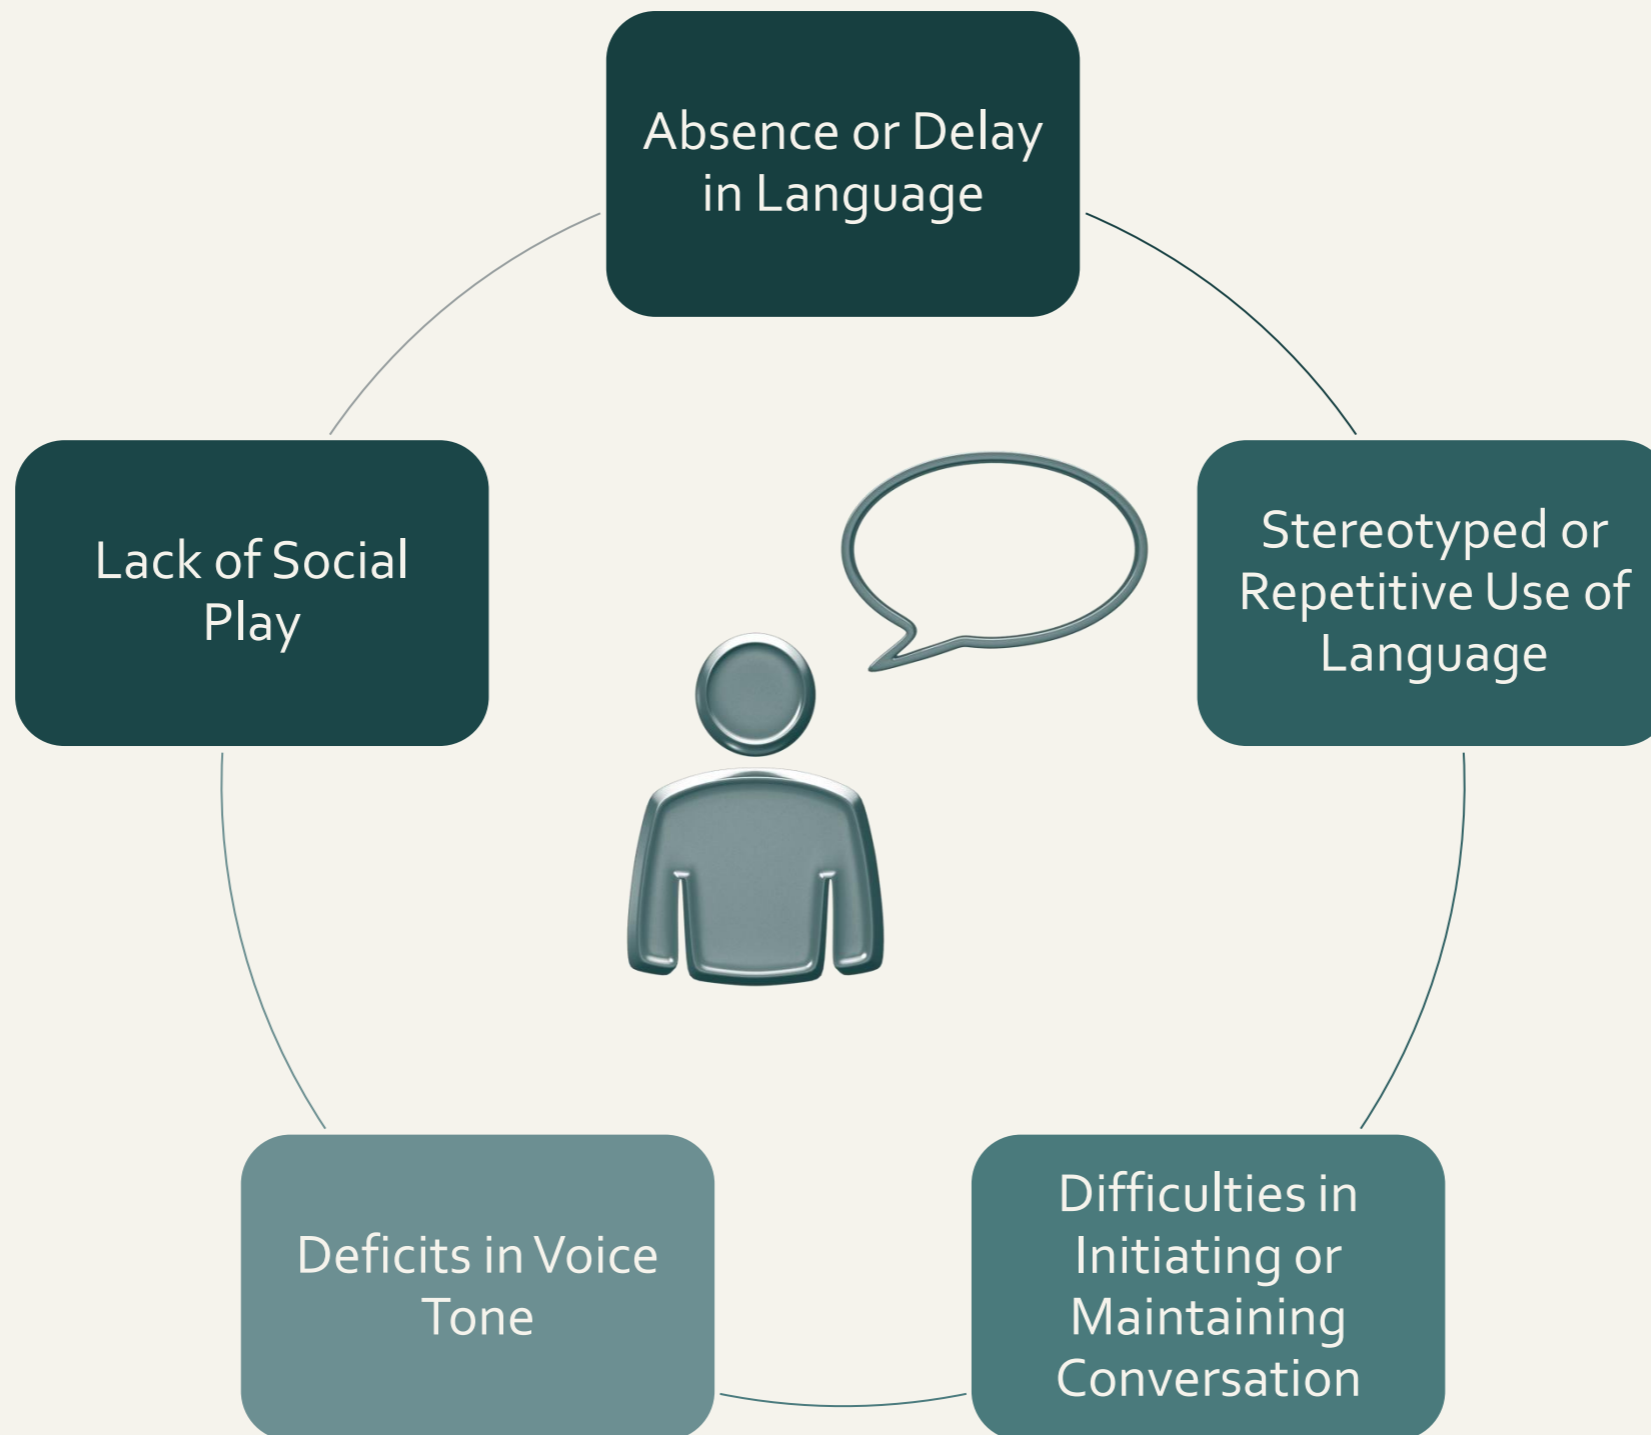 Absence or Delay
in Language
Stereotyped or
Repetitive Use of
Language
Difficulties in
Initiating or
Maintaining
Conversation
Deficits in Voice
Tone
Lack of Social
Play